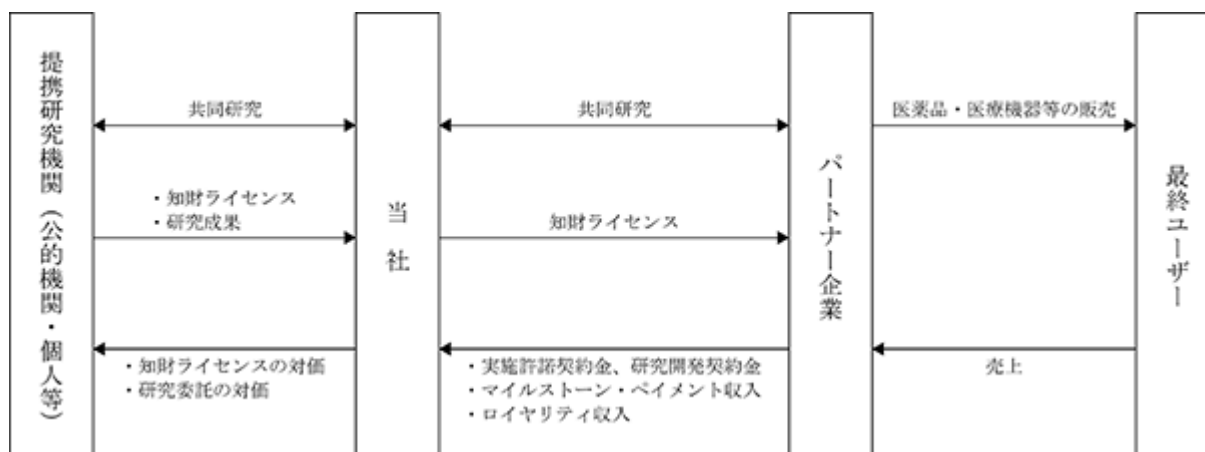 提携研究機関(公的機関・個人等)
共同研究
・知財ライセンス
・研究成果
・知財ライセンスの対価
・研究委託の対価
当社
共同研究
知財ライセンス
・実施許諾契約金、研究開発契約金
・マイルストーン・ペイメント収入
・ロイヤリティ収入
パートナー企業
医薬品・医療機器等の販売
売上
最終ユーザー